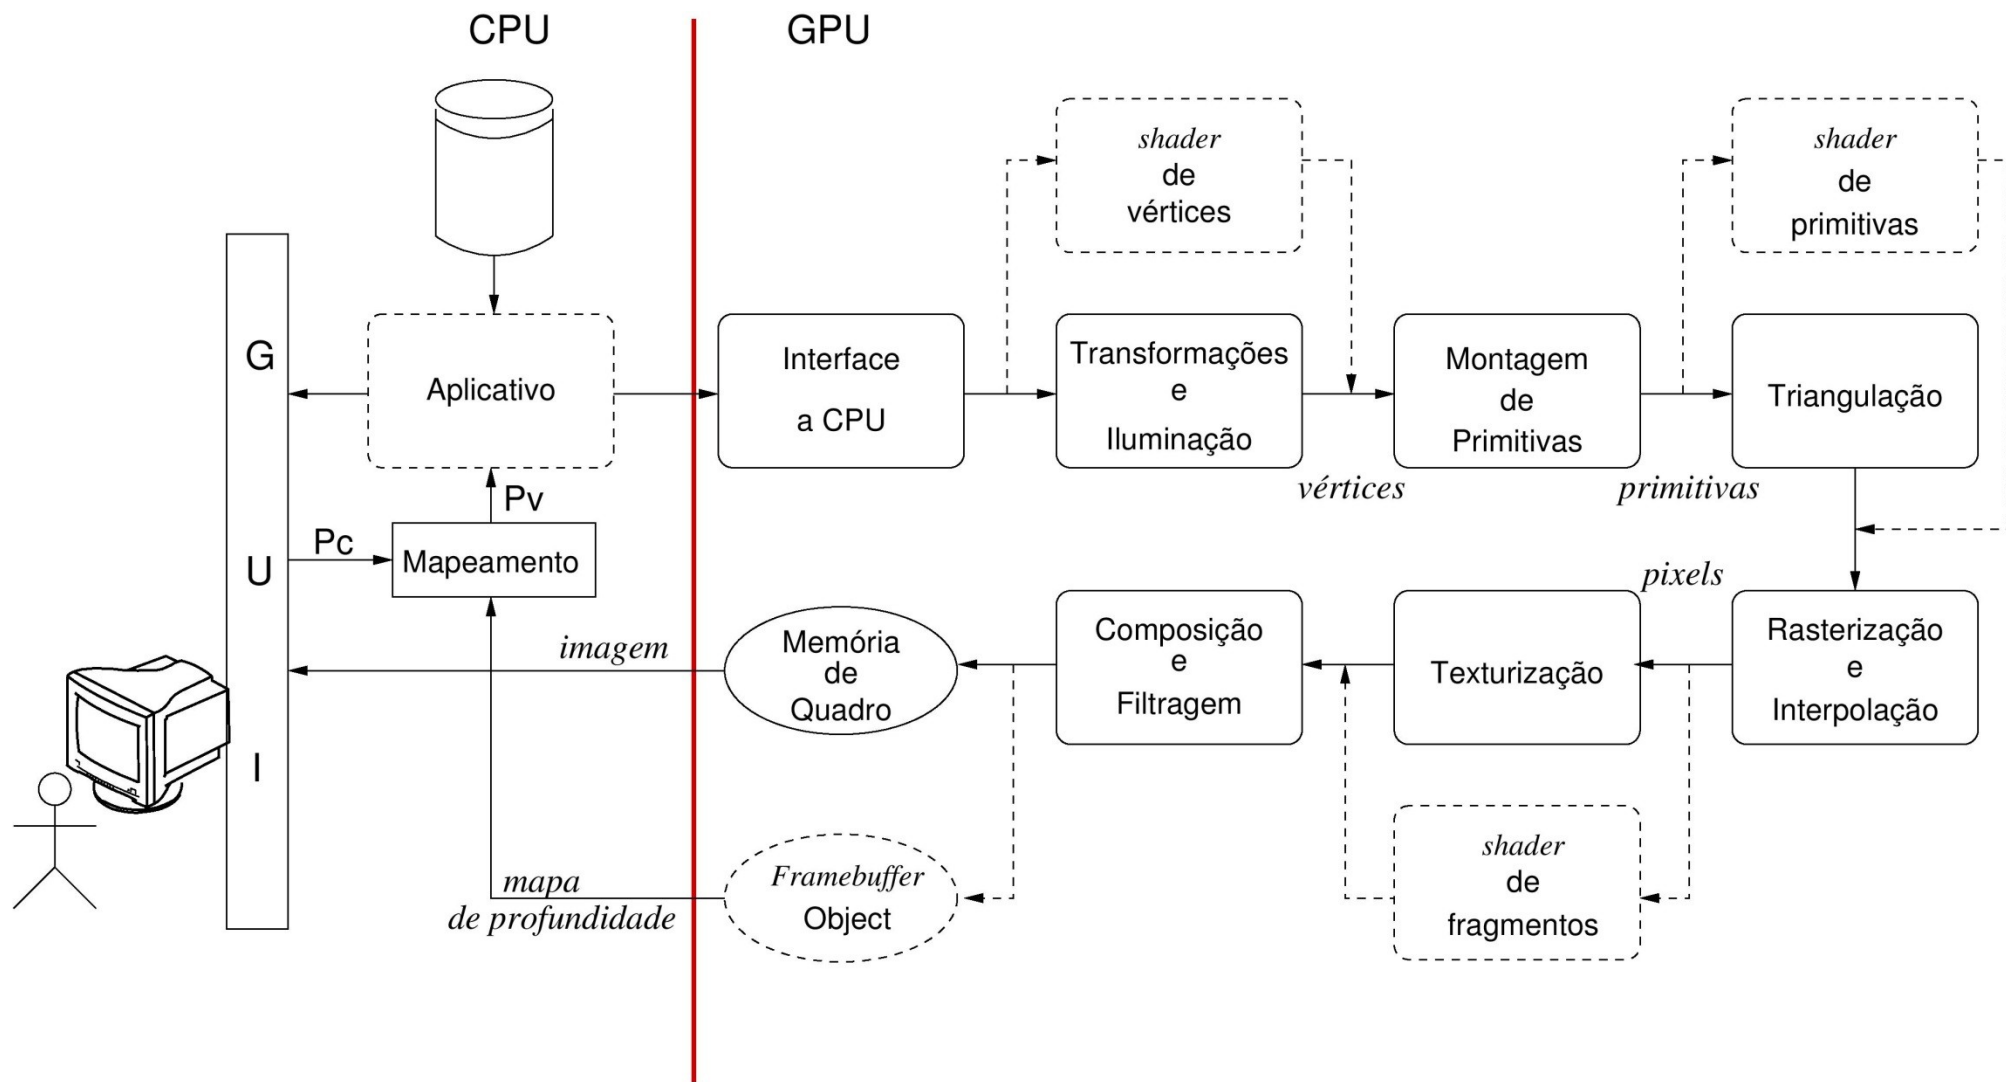 CPU
GPU
shader
de
vértices
shader
de
primitivas
G
U
I
Aplicativo
Interface
a CPU
Transformações
e
Iluminação
Montagem
de
Primitivas
Triangulação
vértices
primitivas
Pv
Pc
Mapeamento
pixels
imagem
Memória
de
Quadro
Composição
e
Filtragem
Texturização
Rasterização
e
Interpolação
mapa
de profundidade
Framebuffer
Object
shader
de
fragmentos